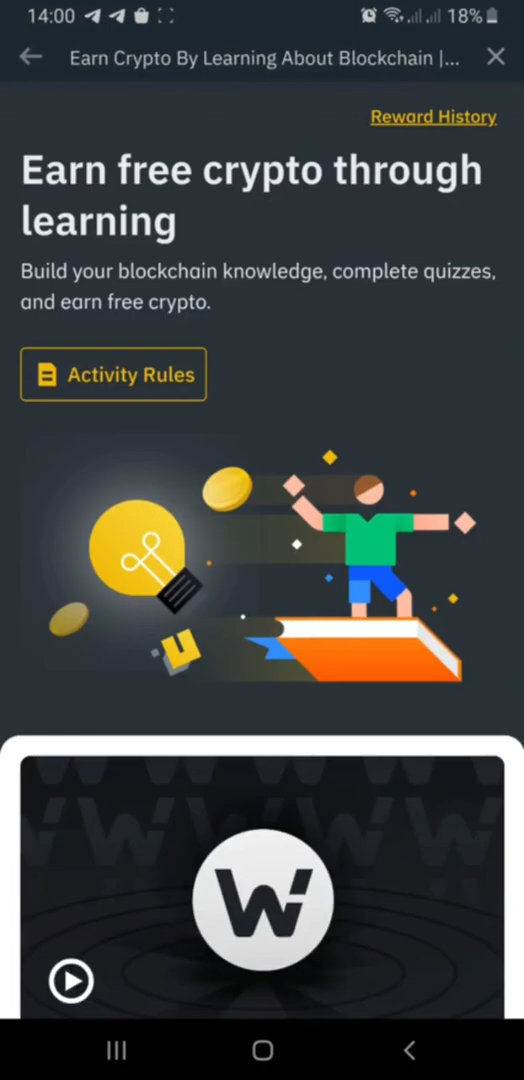 14:00
18%
Earn Crypto By Learning About Blockchain |...
Reward History
Earn free crypto through
learning
Build your blockchain knowledge, complete quizzes,
and earn free crypto.
Activity Rules
W